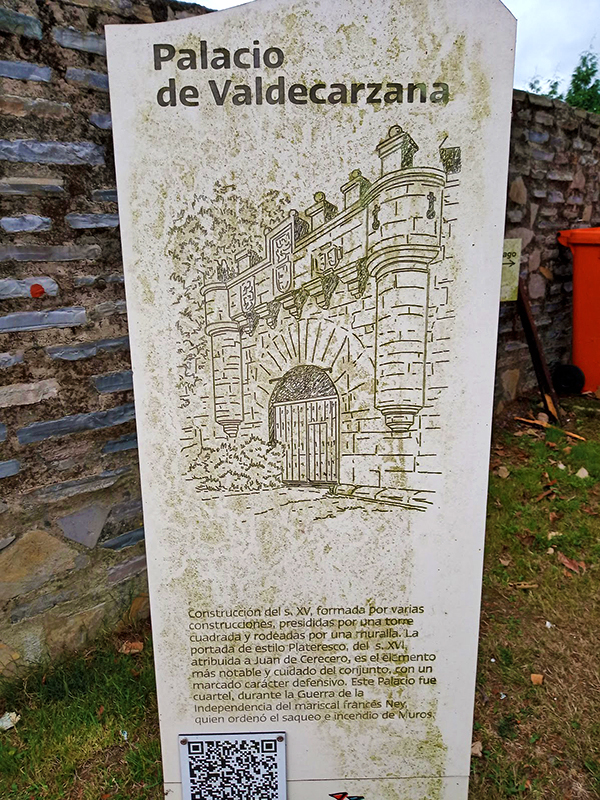 Palacio
de Valdecarzana
ago
Construcción del s. XV, formada por varias
construcciones, presididas por una torre
cuadrada y rodeadas por una muralla. La
portada de estilo Plateresco, del s. XVI,
atribuida a Juan de Cerecero, es el elemento
más notable y cuidado del conjunto, con un
marcado carácter defensivo. Este Palacio fue
cuartel, durante la Guerra de la
Independencia del mariscal francés Ney,
quien ordenó el saqueo e incendio de Muros.